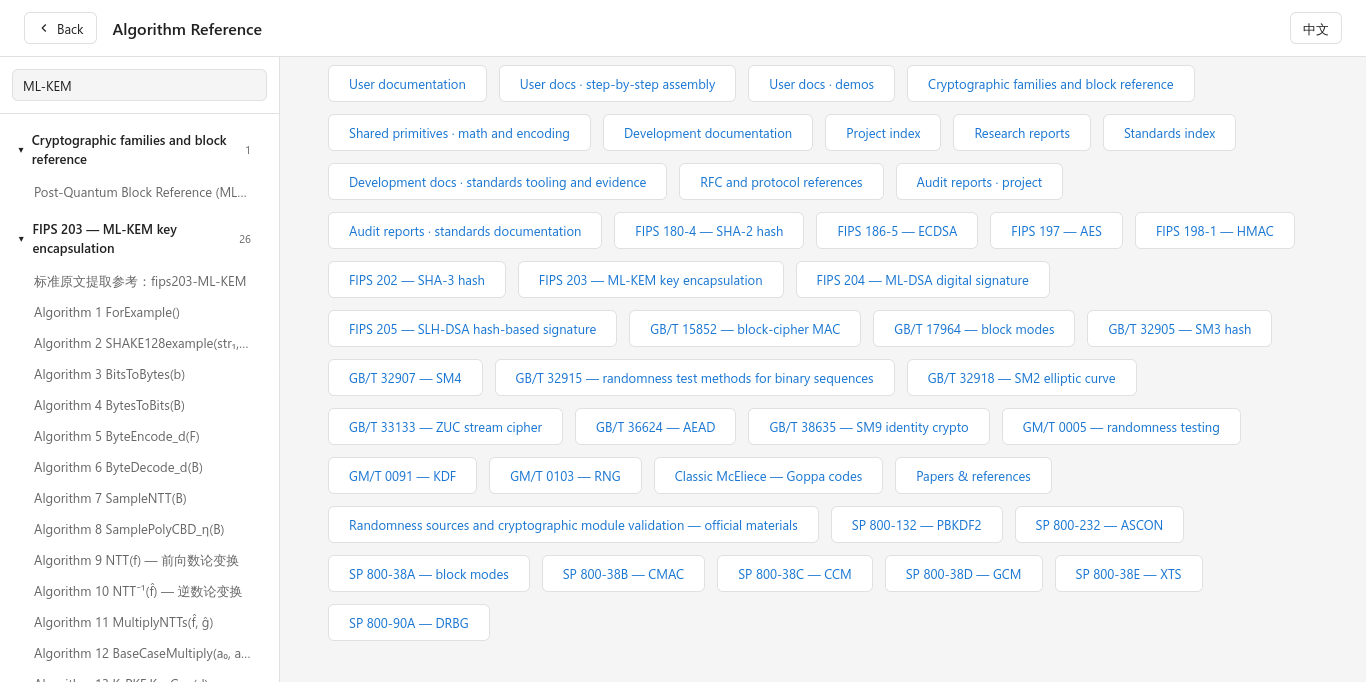 Back
Algorithm Reference
中文
ML-KEM
Cryptographic families and block
reference
1
Post-Quantum Block Reference (ML...
FIPS 203 — ML-KEM key
encapsulation
26
标准原文提取参考：fips203-ML-KEM
Algorithm 1 ForExample()
Algorithm 2 SHAKE128example(str₁,...
Algorithm 3 BitsToBytes(b)
Algorithm 4 BytesToBits(B)
Algorithm 5 ByteEncode_d(F)
Algorithm 6 ByteDecode_d(B)
Algorithm 7 SampleNTT(B)
Algorithm 8 SamplePolyCBD_η(B)
Algorithm 9 NTT(f) — 前向数论变换
Algorithm 10 NTT⁻¹(f̂) — 逆数论变换
Algorithm 11 MultiplyNTTs(f̂, ĝ)
Algorithm 12 BaseCaseMultiply(a₀, a...
User documentation
User docs · step-by-step assembly
User docs · demos
Cryptographic families and block reference
Shared primitives · math and encoding
Development documentation
Project index
Research reports
Standards index
Development docs · standards tooling and evidence
RFC and protocol references
Audit reports · project
Audit reports · standards documentation
FIPS 180-4 — SHA-2 hash
FIPS 186-5 — ECDSA
FIPS 197 — AES
FIPS 198-1 — HMAC
FIPS 202 — SHA-3 hash
FIPS 203 — ML-KEM key encapsulation
FIPS 204 — ML-DSA digital signature
FIPS 205 — SLH-DSA hash-based signature
GB/T 15852 — block-cipher MAC
GB/T 17964 — block modes
GB/T 32905 — SM3 hash
GB/T 32907 — SM4
GB/T 32915 — randomness test methods for binary sequences
GB/T 32918 — SM2 elliptic curve
GB/T 33133 — ZUC stream cipher
GB/T 36624 — AEAD
GB/T 38635 — SM9 identity crypto
GM/T 0005 — randomness testing
GM/T 0091 — KDF
GM/T 0103 — RNG
Classic McEliece — Goppa codes
Papers & references
Randomness sources and cryptographic module validation — official materials
SP 800-132 — PBKDF2
SP 800-232 — ASCON
SP 800-38A — block modes
SP 800-38B — CMAC
SP 800-38C — CCM
SP 800-38D — GCM
SP 800-38E — XTS
SP 800-90A — DRBG